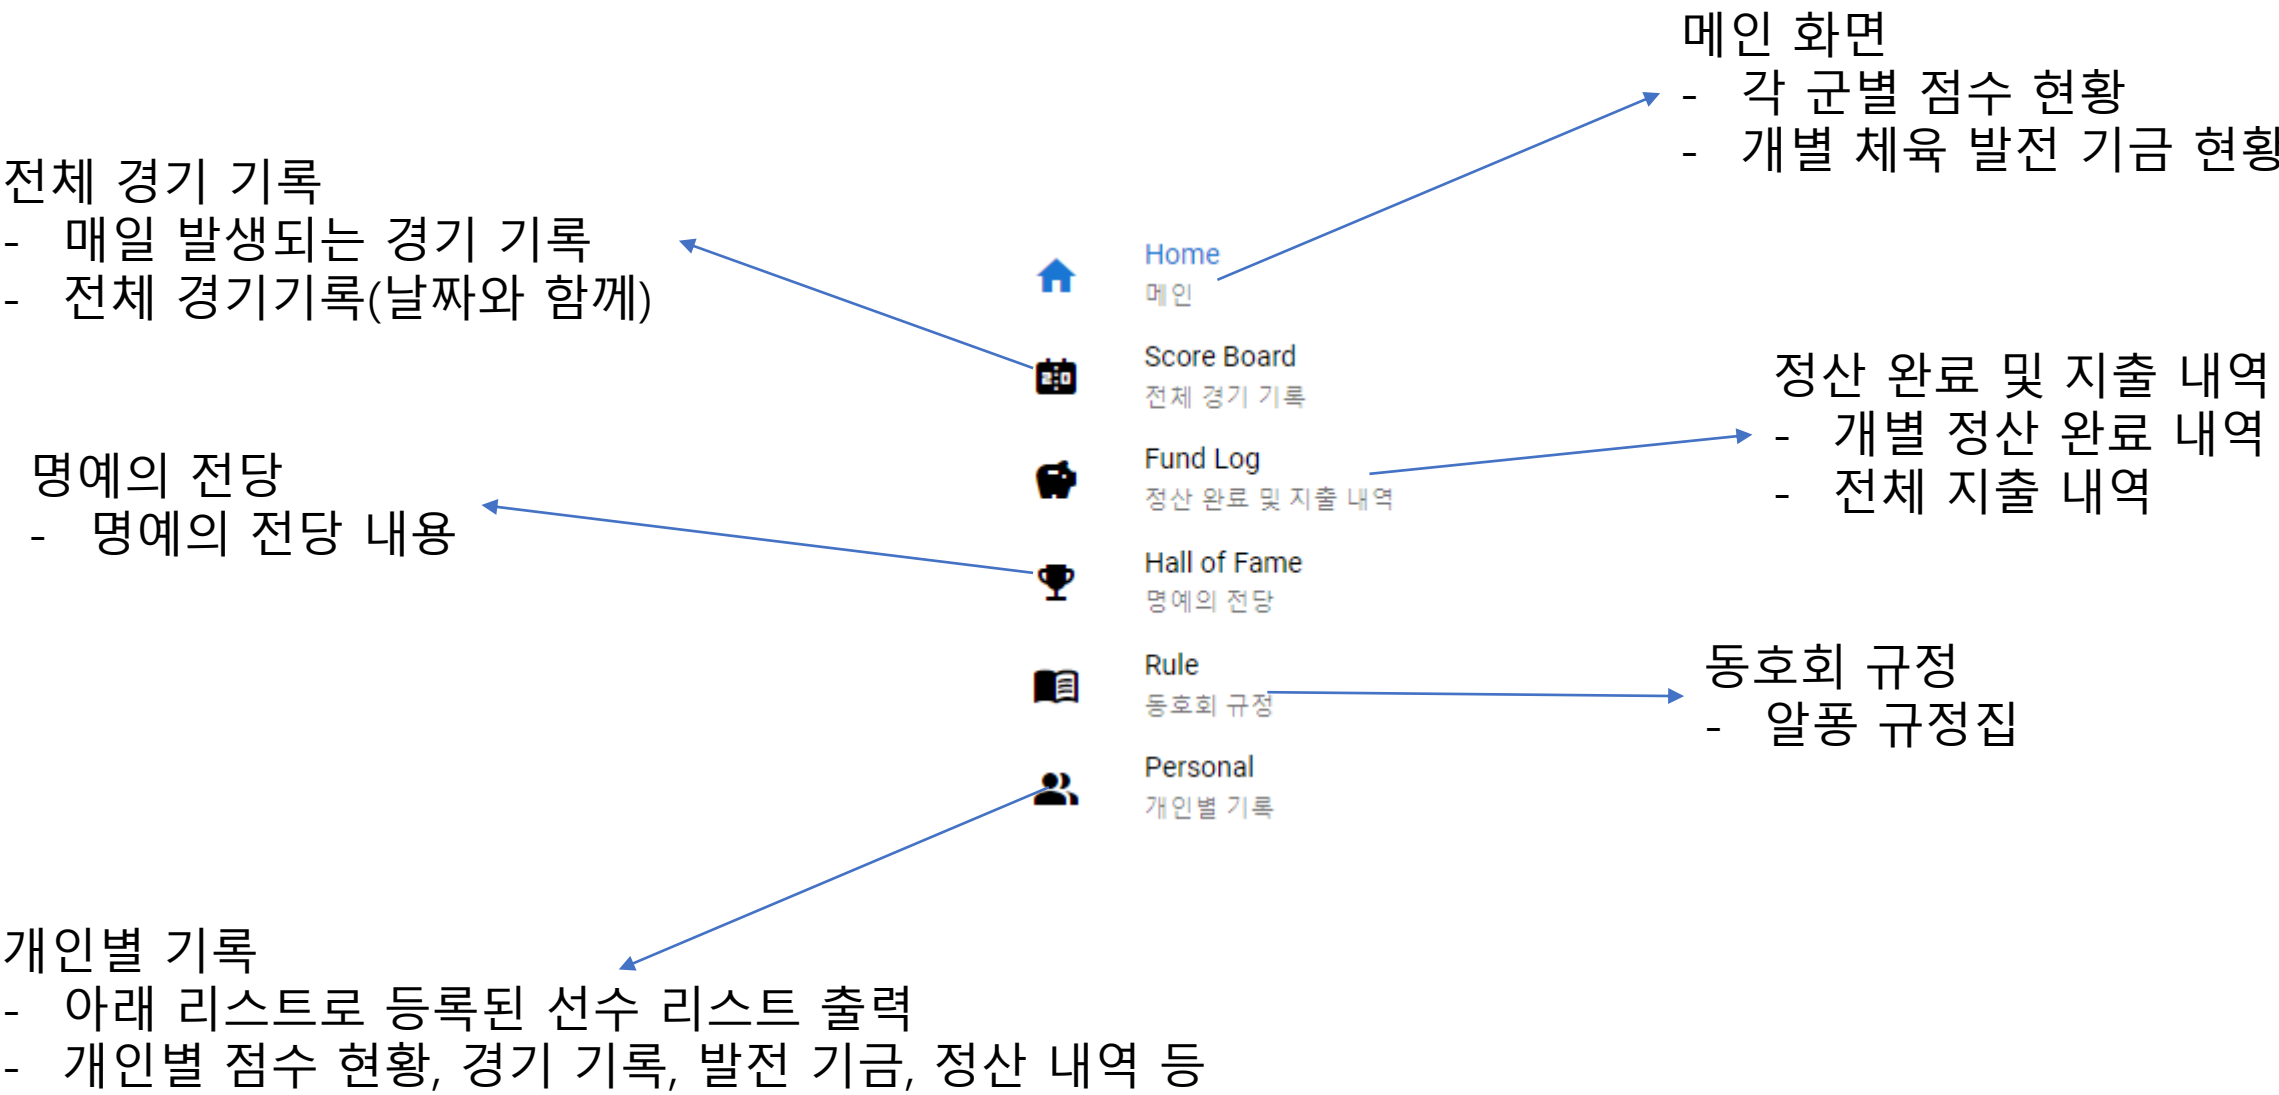 메인 화면
- 각 군별 점수 현황
- 개별 체육 발전 기금 현황
전체 경기 기록
- 매일 발생되는 경기 기록
- 전체 경기기록(날짜와 함께)
Home
메인
Score Board
전체 경기 기록
Fund Log
정산 완료 및 지출 내역
Hall of Fame
명예의 전당
Rule
동호회 규정
Personal
개인별 기록
정산 완료 및 지출 내역
- 개별 정산 완료 내역
- 전체 지출 내역
명예의 전당
- 명예의 전당 내용
동호회 규정
- 알퐁 규정집
개인별 기록
- 아래 리스트로 등록된 선수 리스트 출력
- 개인별 점수 현황, 경기 기록, 발전 기금, 정산 내역 등